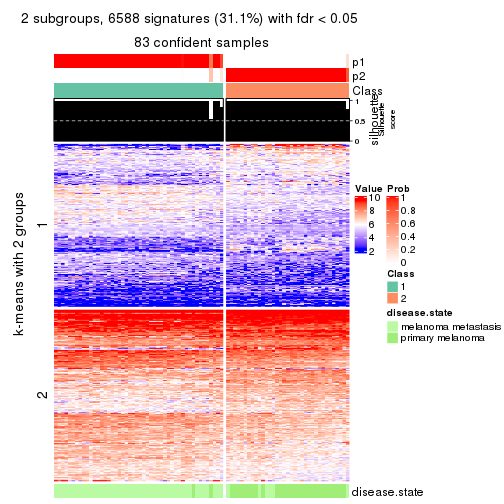 2 subgroups, 6588 signatures (31.1%) with fdr < 0.05
83 confident samples
p1
p2
Class
silhouette
Silhouette
score
1
0.5
0
k-means with 2 groups
1
2
Value
10
8
6
4
2
Prob
1
0.8
0.6
0.4
0.2
0
Class
1
2
disease.state
melanoma metastasis
primary melanoma
disease.state